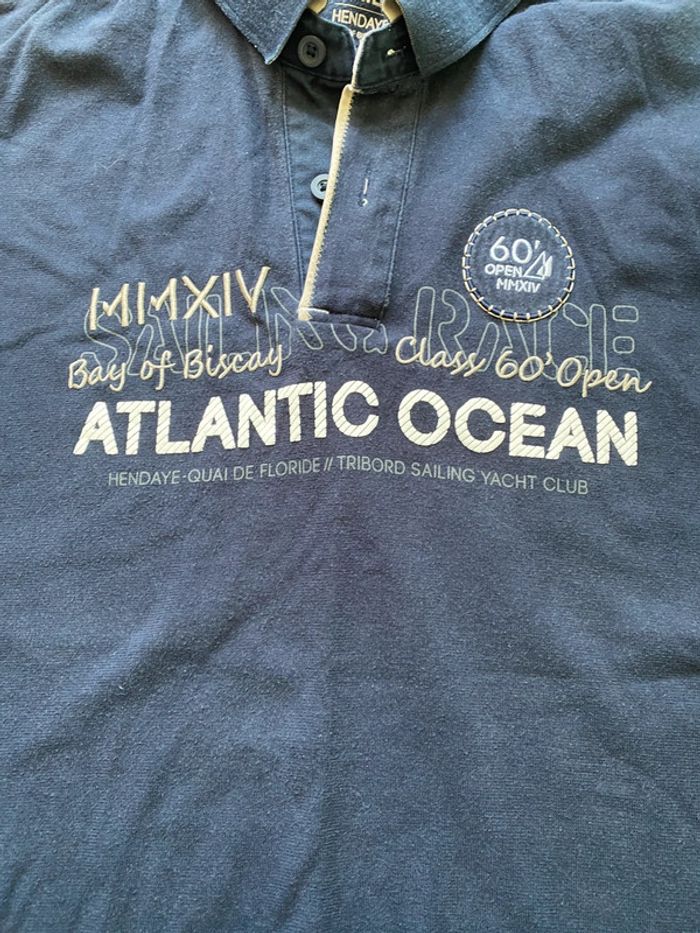 HENDAYE
60'
OPEN
MMXIV
MMXIV
SAILING RACE
Bay of Biscay
Class 60' Open
ATLANTIC OCEAN
HENDAYE-QUAI DE FLORIDE // TRIBORD SAILING YACHT CLUB